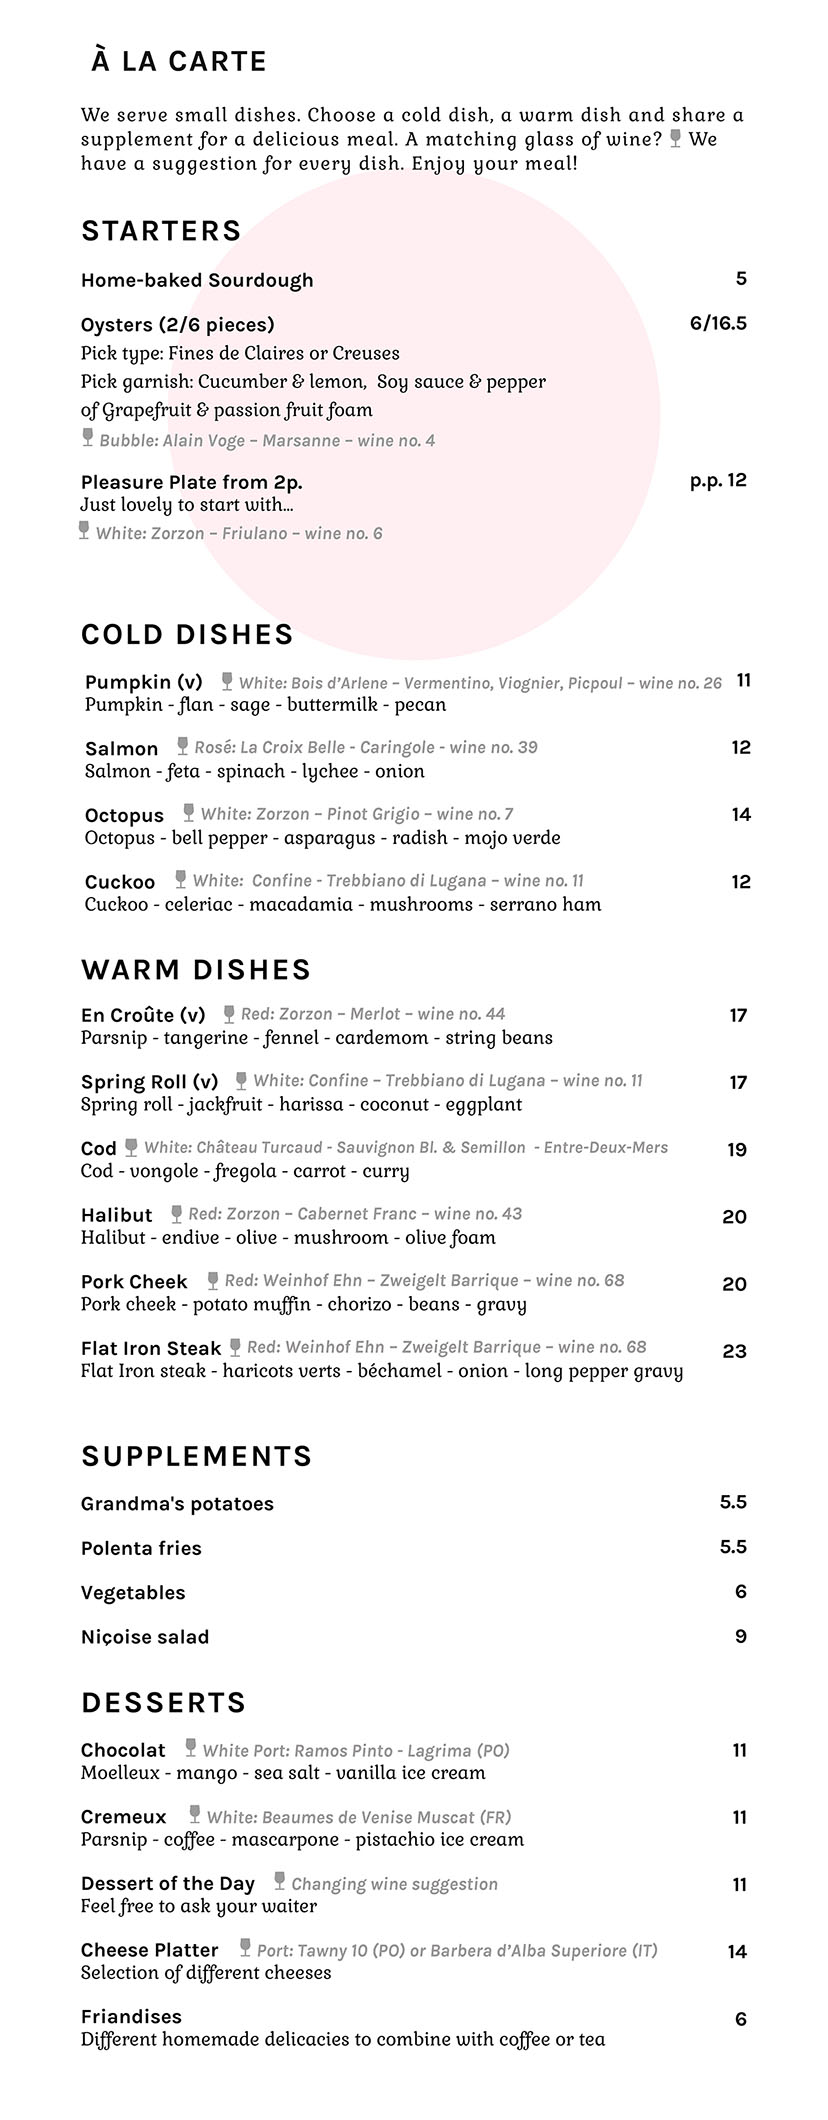 À LA CARTE
We serve small dishes. Choose a cold dish, a warm dish and share a
supplement for a delicious meal. A matching glass of wine? We
have a suggestion for every dish. Enjoy your meal!
STARTERS
Home-baked Sourdough 5
Oysters (2/6 pieces) 6/16.5
Pick type: Fines de Claires or Creuses
Pick garnish: Cucumber & lemon,  Soy sauce & pepper
of Grapefruit & passion fruit foam
Bubble: Alain Voge – Marsanne – wine no. 4
Pleasure Plate from 2p. p.p. 12
Just lovely to start with...
White: Zorzon – Friulano – wine no. 6
COLD DISHES
Pumpkin (v) White: Bois d’Arlene – Vermentino, Viognier, Picpoul – wine no. 26 11
Pumpkin - flan - sage - buttermilk - pecan
Salmon Rosé: La Croix Belle - Caringole - wine no. 39 12
Salmon - feta - spinach - lychee - onion
Octopus White: Zorzon – Pinot Grigio – wine no. 7 14
Octopus - bell pepper - asparagus - radish - mojo verde
Cuckoo White:  Confine - Trebbiano di Lugana – wine no. 11 12
Cuckoo - celeriac - macadamia - mushrooms - serrano ham
WARM DISHES
En Croûte (v) Red: Zorzon – Merlot – wine no. 44 17
Parsnip - tangerine - fennel - cardemom - string beans
Spring Roll (v) White: Confine – Trebbiano di Lugana – wine no. 11 17
Spring roll - jackfruit - harissa - coconut - eggplant
Cod White: Château Turcaud - Sauvignon Bl. & Semillon  - Entre-Deux-Mers 19
Cod - vongole - fregola - carrot - curry
Halibut Red: Zorzon – Cabernet Franc – wine no. 43 20
Halibut - endive - olive - mushroom - olive foam
Pork Cheek Red: Weinhof Ehn – Zweigelt Barrique – wine no. 68 20
Pork cheek - potato muffin - chorizo - beans - gravy
Flat Iron Steak Red: Weinhof Ehn – Zweigelt Barrique – wine no. 68 23
Flat Iron steak - haricots verts - béchamel - onion - long pepper gravy
SUPPLEMENTS
Grandma's potatoes 5.5
Polenta fries 5.5
Vegetables 6
Niçoise salad 9
DESSERTS
Chocolat White Port: Ramos Pinto - Lagrima (PO) 11
Moelleux - mango - sea salt - vanilla ice cream
Cremeux White: Beaumes de Venise Muscat (FR) 11
Parsnip - coffee - mascarpone - pistachio ice cream
Dessert of the Day Changing wine suggestion 11
Feel free to ask your waiter
Cheese Platter Port: Tawny 10 (PO) or Barbera d’Alba Superiore (IT) 14
Selection of different cheeses
Friandises 6
Different homemade delicacies to combine with coffee or tea